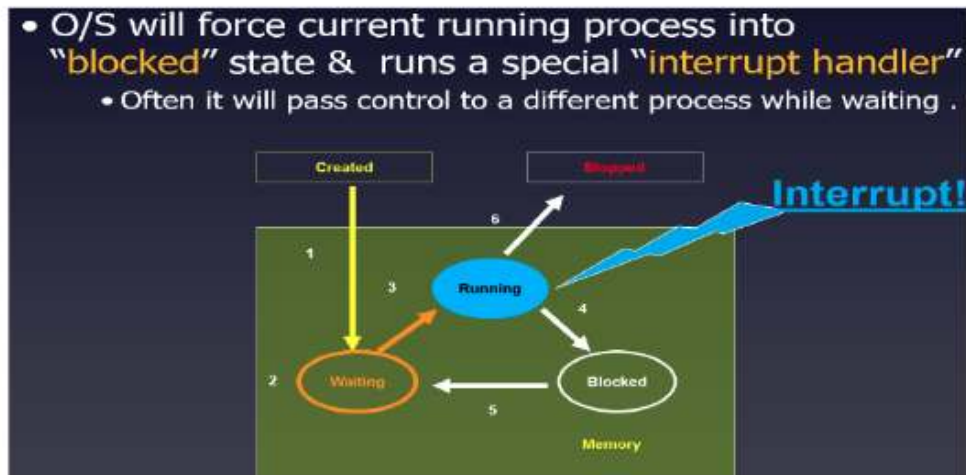 • O/S will force current running process into
"blocked" state & runs a special "interrupt handler"
• Often it will pass control to a different process while waiting .
Created
Stopped
Interrupt!
6
1
3
Running
4
2
Waiting
Blocked
5
Memory